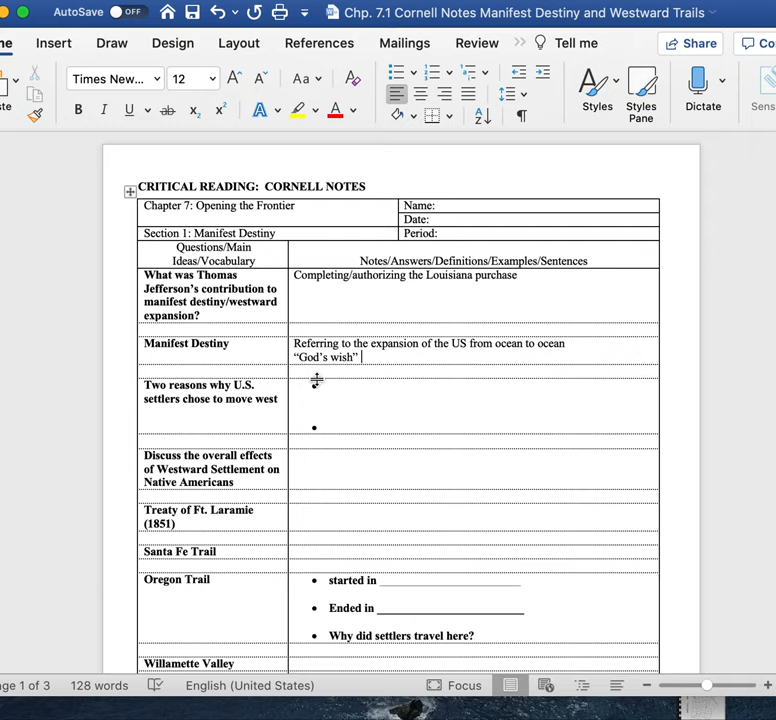 AutoSave OFF Chp. 7.1 Cornell Notes Manifest Destiny and Westward Trails
Insert Draw Design Layout References Mailings Review Tell me Share
Times New... 12 Aa Styles Styles Pane Dictate
CRITICAL READING: CORNELL NOTES
Chapter 7: Opening the Frontier
Name:
Date:
Section 1: Manifest Destiny
Period:
Questions/Main
Ideas/Vocabulary
Notes/Answers/Definitions/Examples/Sentences
What was Thomas
Jefferson's contribution to
manifest destiny/westward
expansion?
Completing/authorizing the Louisiana purchase
Manifest Destiny
Referring to the expansion of the US from ocean to ocean
“God's wish”
Two reasons why U.S.
settlers chose to move west
Discuss the overall effects
of Westward Settlement on
Native Americans
Treaty of Ft. Laramie
(1851)
Santa Fe Trail
Oregon Trail
• started in ____________________
• Ended in ____________________
• Why did settlers travel here?
Willamette Valley
128 words English (United States) Focus